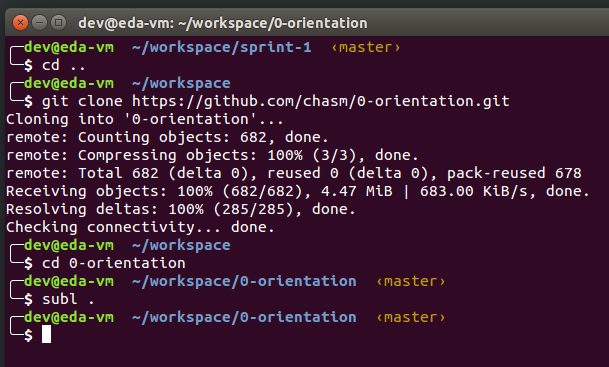 dev@eda-vm: ~/workspace/0-orientation
dev@eda-vm ~/workspace/sprint-1 ‹master›
$ cd ..
dev@eda-vm ~/workspace
$ git clone https://github.com/chasm/0-orientation.git
Cloning into '0-orientation'...
remote: Counting objects: 682, done.
remote: Compressing objects: 100% (3/3), done.
remote: Total 682 (delta 0), reused 0 (delta 0), pack-reused 678
Receiving objects: 100% (682/682), 4.47 MiB | 683.00 KiB/s, done.
Resolving deltas: 100% (285/285), done.
Checking connectivity... done.
dev@eda-vm ~/workspace
$ cd 0-orientation
dev@eda-vm ~/workspace/0-orientation ‹master›
$ subl .
dev@eda-vm ~/workspace/0-orientation ‹master›
$